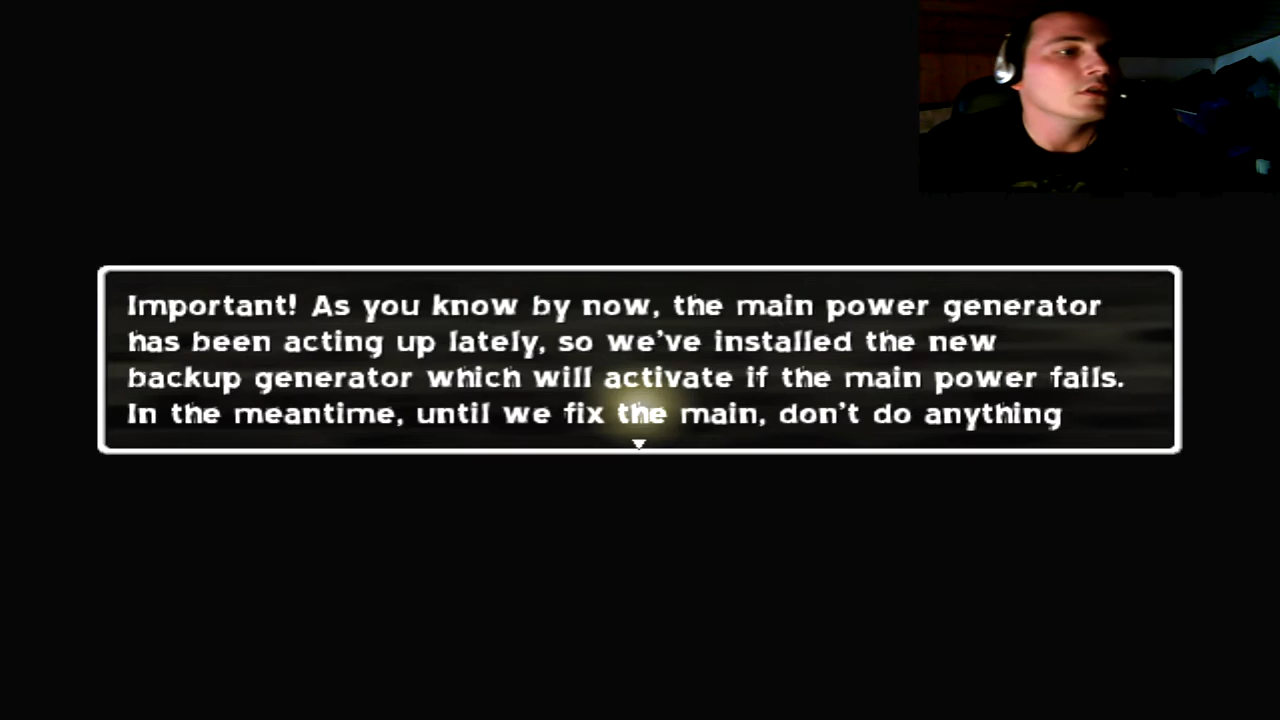 Important! As you know by now, the main power generator
has been acting up lately, so we've installed the new
backup generator which will activate if the main power fails.
In the meantime, until we fix the main, don't do anything